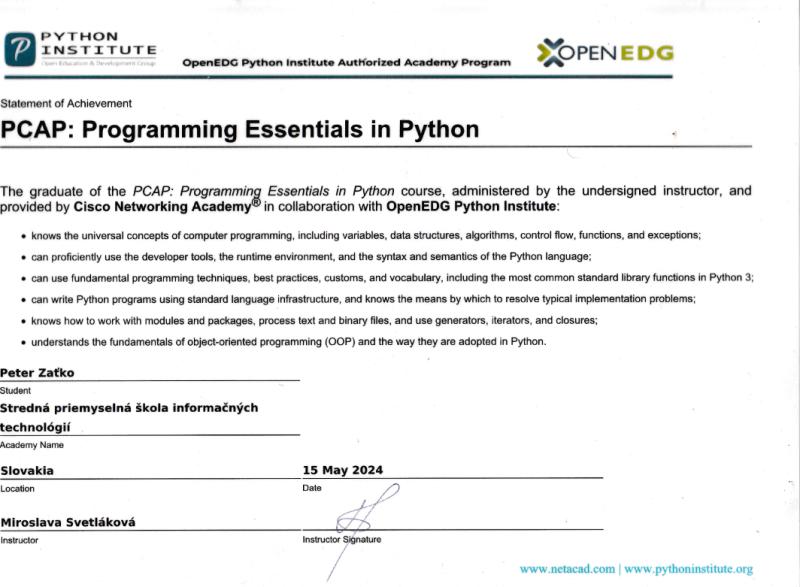 PYTHON
INSTITUTE
Open Education & Development Group
OpenEDG Python Institute Authorized Academy Program
OPENEDG
Statement of Achievement
PCAP: Programming Essentials in Python
The graduate of the PCAP: Programming Essentials in Python course, administered by the undersigned instructor, and
provided by Cisco Networking Academy® in collaboration with OpenEDG Python Institute:
• knows the universal concepts of computer programming, including variables, data structures, algorithms, control flow, functions, and exceptions;
• can proficiently use the developer tools, the runtime environment, and the syntax and semantics of the Python language;
• can use fundamental programming techniques, best practices, customs, and vocabulary, including the most common standard library functions in Python 3;
• can write Python programs using standard language infrastructure, and knows the means by which to resolve typical implementation problems;
• knows how to work with modules and packages, process text and binary files, and use generators, iterators, and closures;
• understands the fundamentals of object-oriented programming (OOP) and the way they are adopted in Python.
Peter Zaťko
Student
Stredná priemyselná škola informačných
technológií
Academy Name
Slovakia
Location
15 May 2024
Date
Miroslava Svetláková
Instructor
Instructor Signature
www.netacad.com | www.pythoninstitute.org